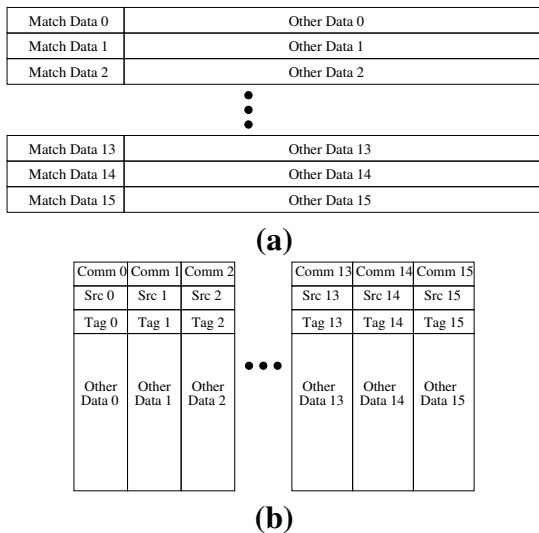 Match Data 0 Other Data 0
Match Data 1 Other Data 1
Match Data 2 Other Data 2
Match Data 13 Other Data 13
Match Data 14 Other Data 14
Match Data 15 Other Data 15
(a)
Comm 0 Comm 1 Comm 2 Comm 13 Comm 14 Comm 15
Src 0 Src 1 Src 2 Src 13 Src 14 Src 15
Tag 0 Tag 1 Tag 2 Tag 13 Tag 14 Tag 15
Other Other Other Other Other Other
Data 0 Data 1 Data 2 Data 13 Data 14 Data 15
(b)